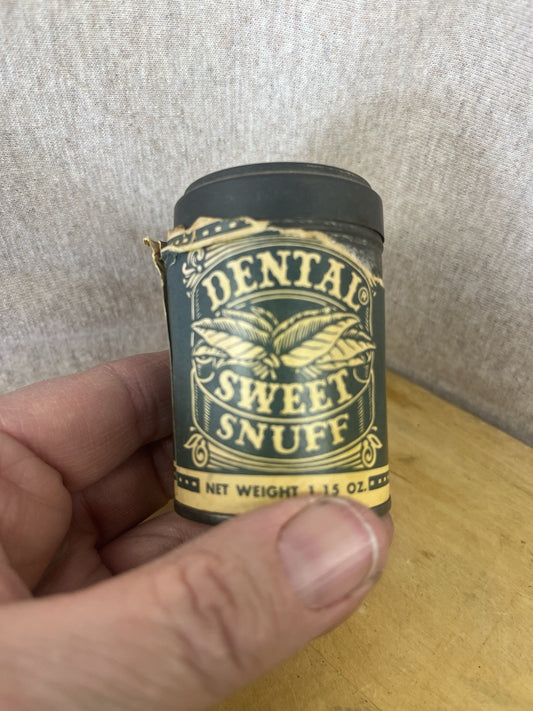 DENTAL®
SWEET
SNUFF
NET WEIGHT 1.15 OZ.